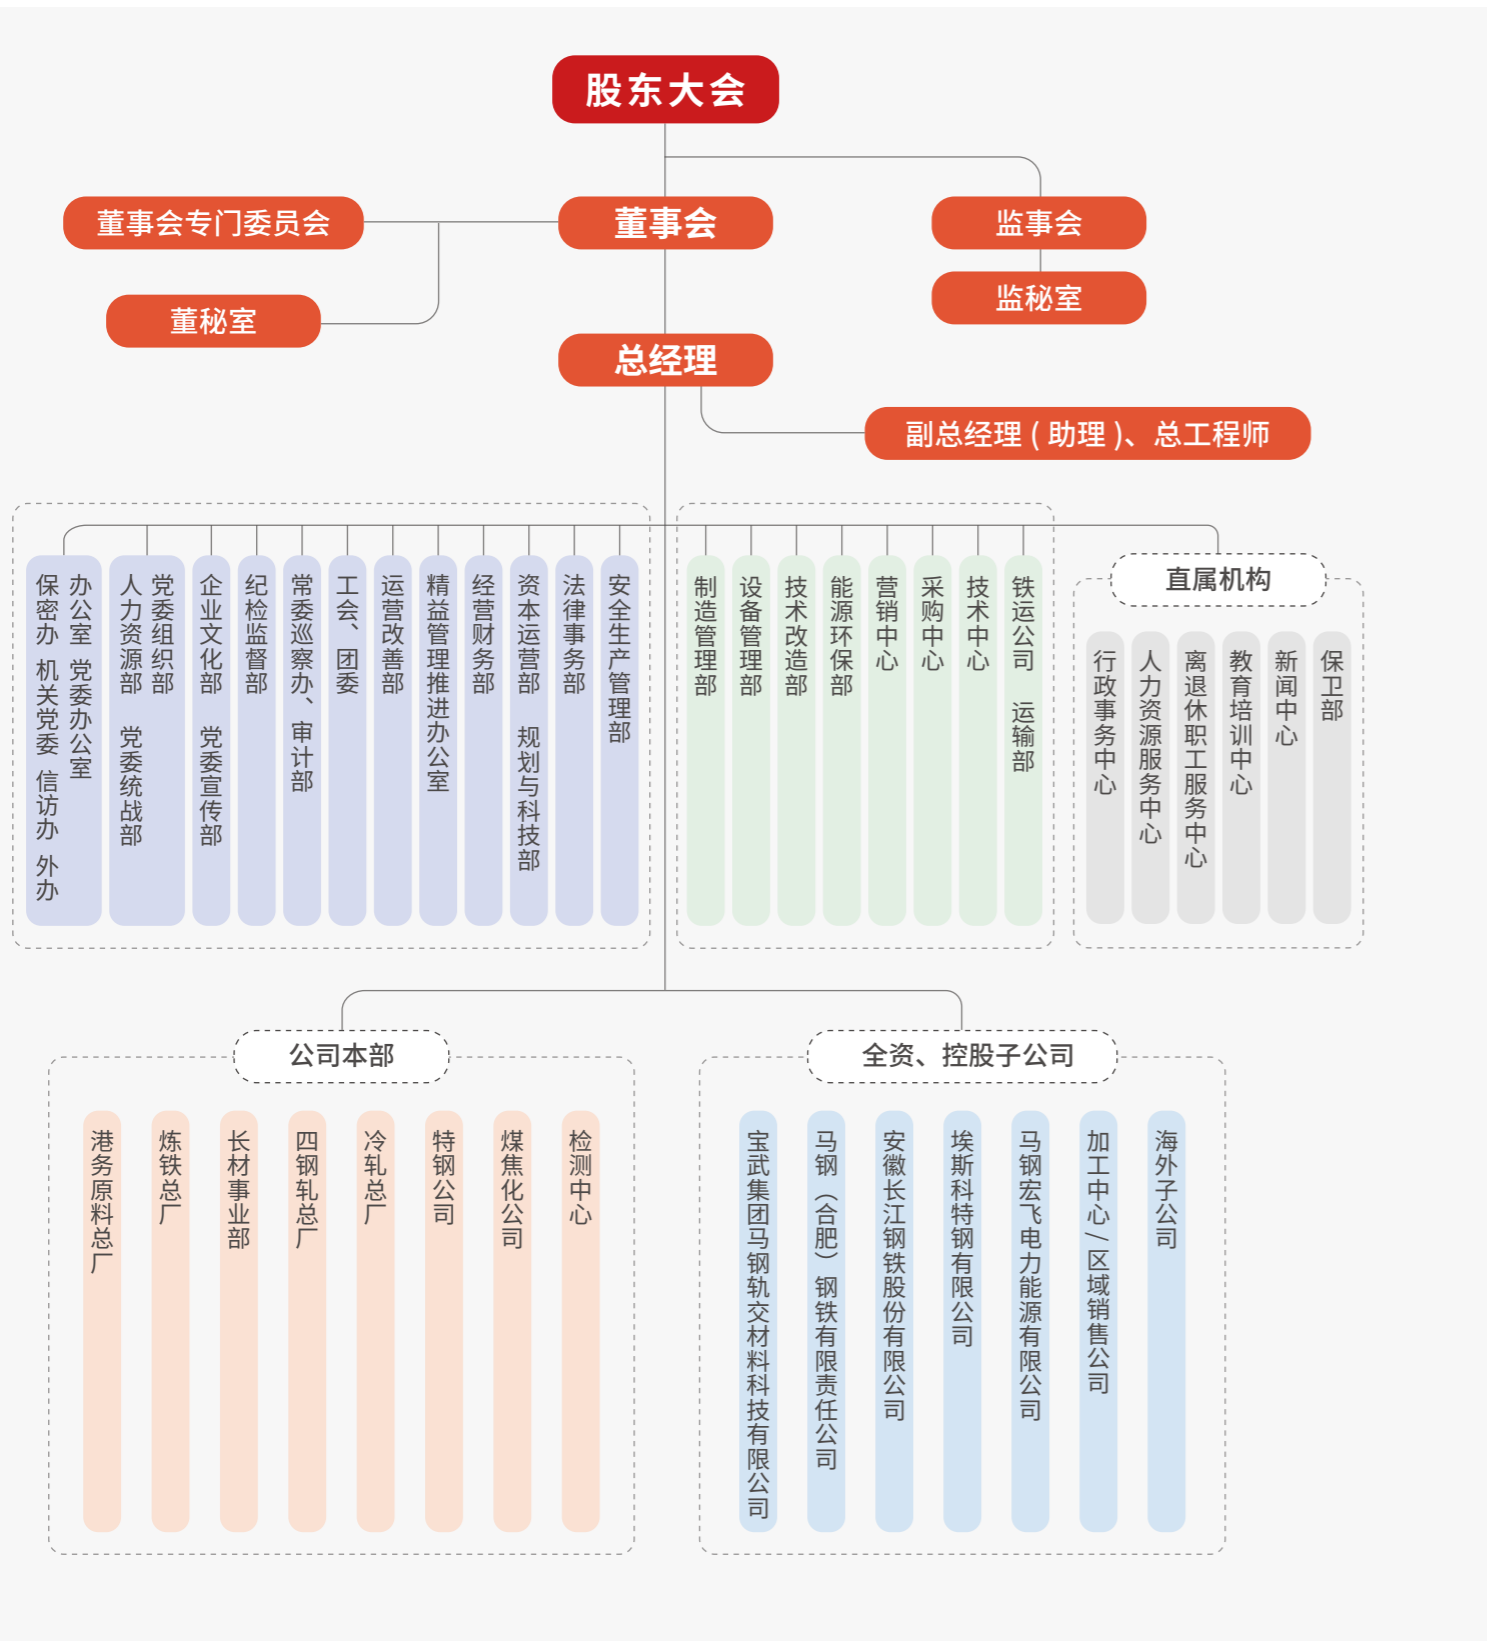 股东大会
董事会专门委员会
董事会
监事会
董秘室
监秘室
总经理
副总经理 ( 助理 )、总工程师
办公室 党委办公室
保密办 机关党委 信访办 外办
党委组织部
人力资源部 党委统战部
企业文化部 党委宣传部
纪检监督部
常委巡察办、审计部
工会、团委
运营改善部
精益管理推进办公室
经营财务部
资本运营部 规划与科技部
法律事务部
安全生产管理部
制造管理部
设备管理部
技术改造部
能源环保部
营销中心
采购中心
技术中心
铁运公司 运输部
直属机构
行政事务中心
人力资源服务中心
离退休职工服务中心
教育培训中心
新闻中心
保卫部
公司本部
港务原料总厂
炼铁总厂
长材事业部
四钢轧总厂
冷轧总厂
特钢公司
煤焦化公司
检测中心
全资、控股子公司
宝武集团马钢轨交材料科技有限公司
马钢（合肥）钢铁有限责任公司
安徽长江钢铁股份有限公司
埃斯科特钢有限公司
马钢宏飞电力能源有限公司
加工中心/区域销售公司
海外子公司